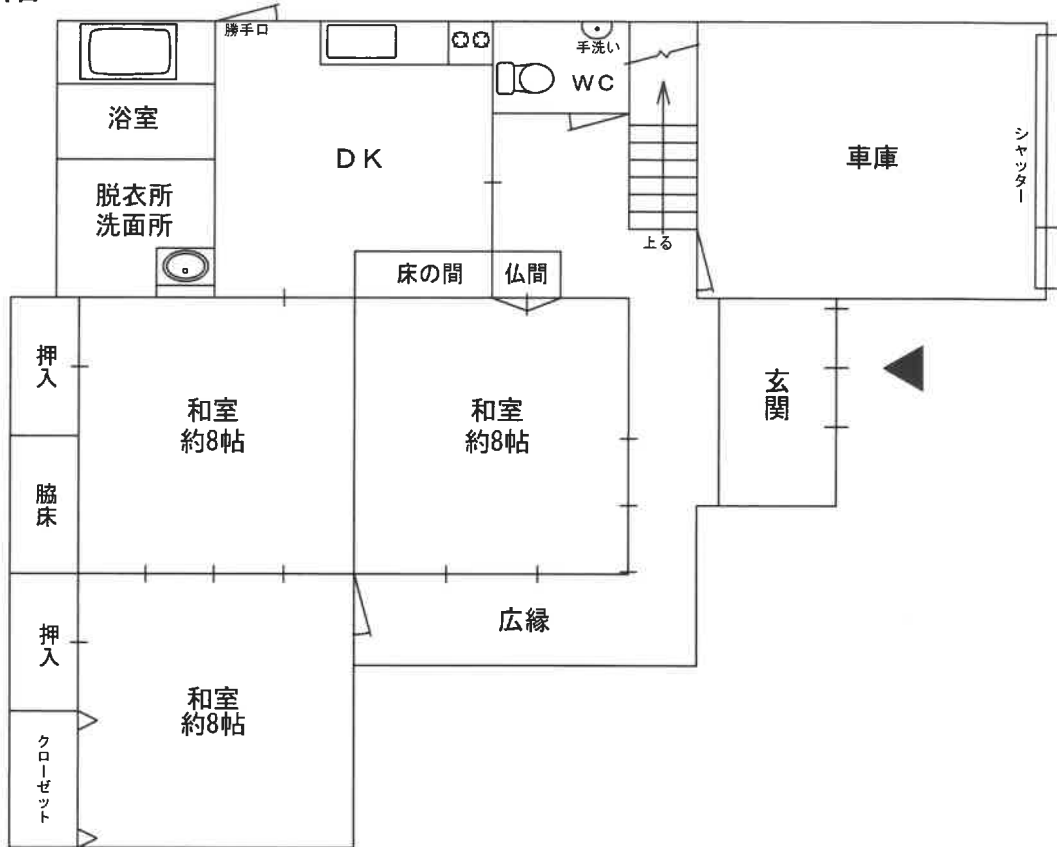 勝手口
手洗い
WC
浴室
DK
車庫
シャッター
脱衣所
洗面所
上る
床の間
仏間
押入
和室
約8帖
和室
約8帖
玄関
脇床
押入
広縁
和室
約8帖
クローゼット